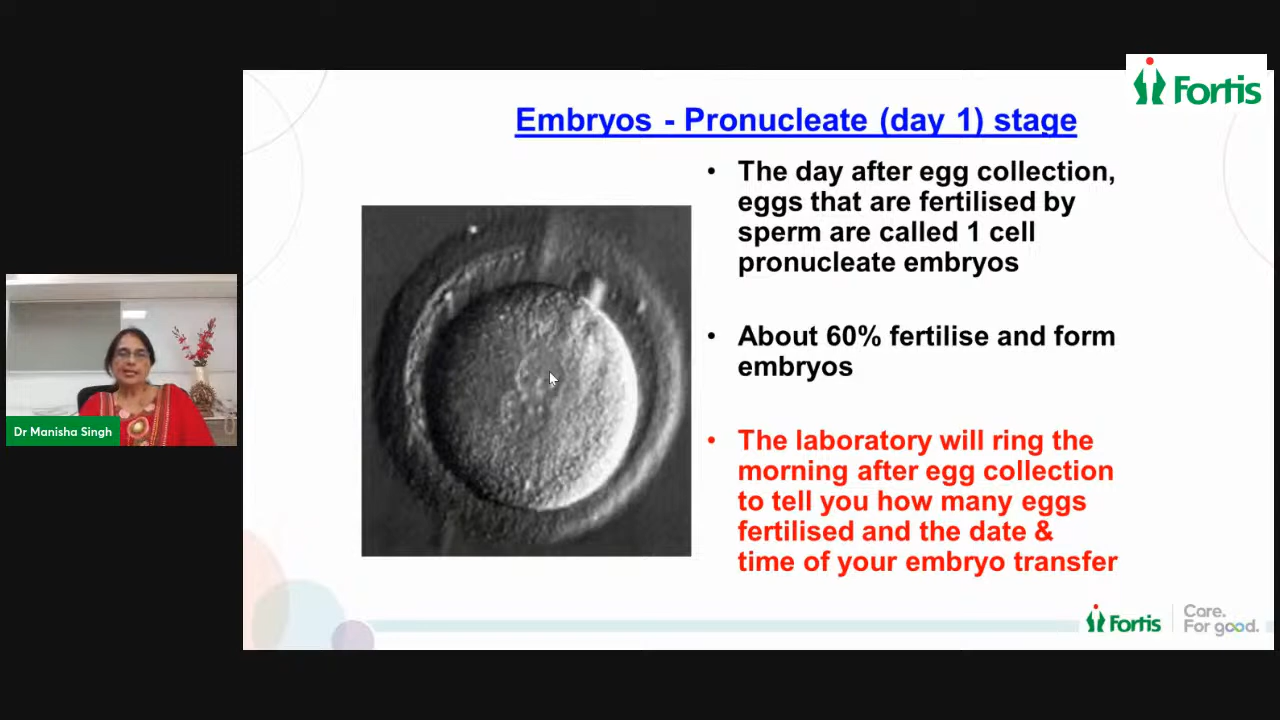 Fortis
Embryos - Pronucleate (day 1) stage
• The day after egg collection,
eggs that are fertilised by
sperm are called 1 cell
pronucleate embryos
• About 60% fertilise and form
embryos
• The laboratory will ring the
morning after egg collection
to tell you how many eggs
fertilised and the date &
time of your embryo transfer
Dr Manisha Singh
Fortis
Care.
For good.